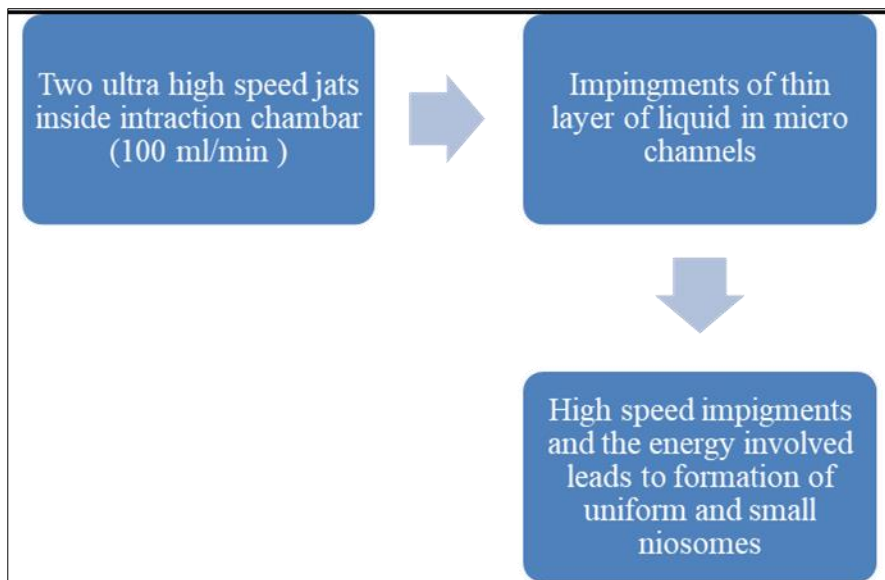 Two ultra high speed jats
inside intraction chambar
(100 ml/min )
Impingments of thin
layer of liquid in micro
channels
High speed impigments
and the energy involved
leads to formation of
uniform and small
niosomes